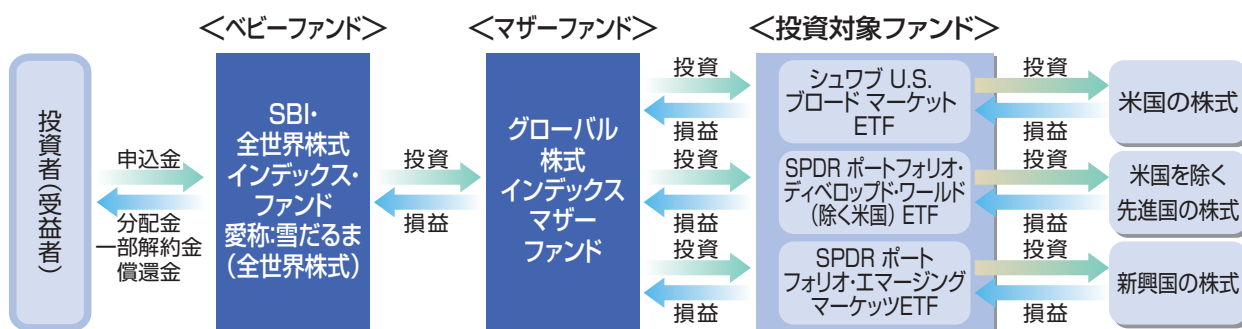 ＜ベビーファンド＞
＜マザーファンド＞
＜投資対象ファンド＞
投資者(受益者)
申込金
分配金
一部解約金
償還金
SBI・
全世界株式
インデックス・
ファンド
愛称:雪だるま
(全世界株式)
投資
損益
グローバル
株式
インデックス
マザー
ファンド
投資
損益
シュワブ U.S.
ブロード マーケット
ETF
投資
損益
米国の株式
投資
損益
SPDR ポートフォリオ・
ディベロップド・ワールド
(除く米国) ETF
投資
損益
米国を除く
先進国の株式
投資
損益
SPDR ポート
フォリオ・エマージング
マーケッツETF
投資
損益
新興国の株式